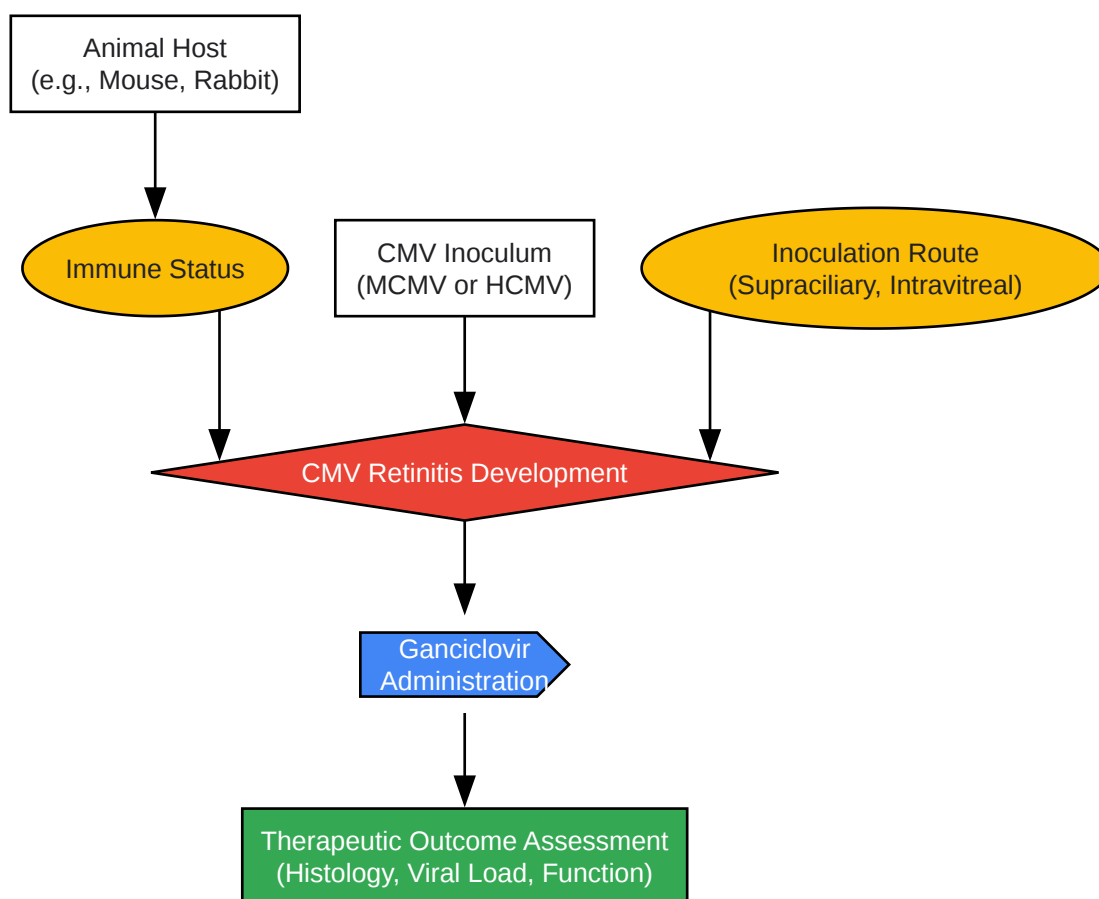 Animal Host
(e.g., Mouse, Rabbit)
Immune Status
CMV Inoculum
(MCMV or HCMV)
Inoculation Route
(Supraciliary, Intravitreal)
CMV Retinitis Development
Ganciclovir
Administration
Therapeutic Outcome Assessment
(Histology, Viral Load, Function)